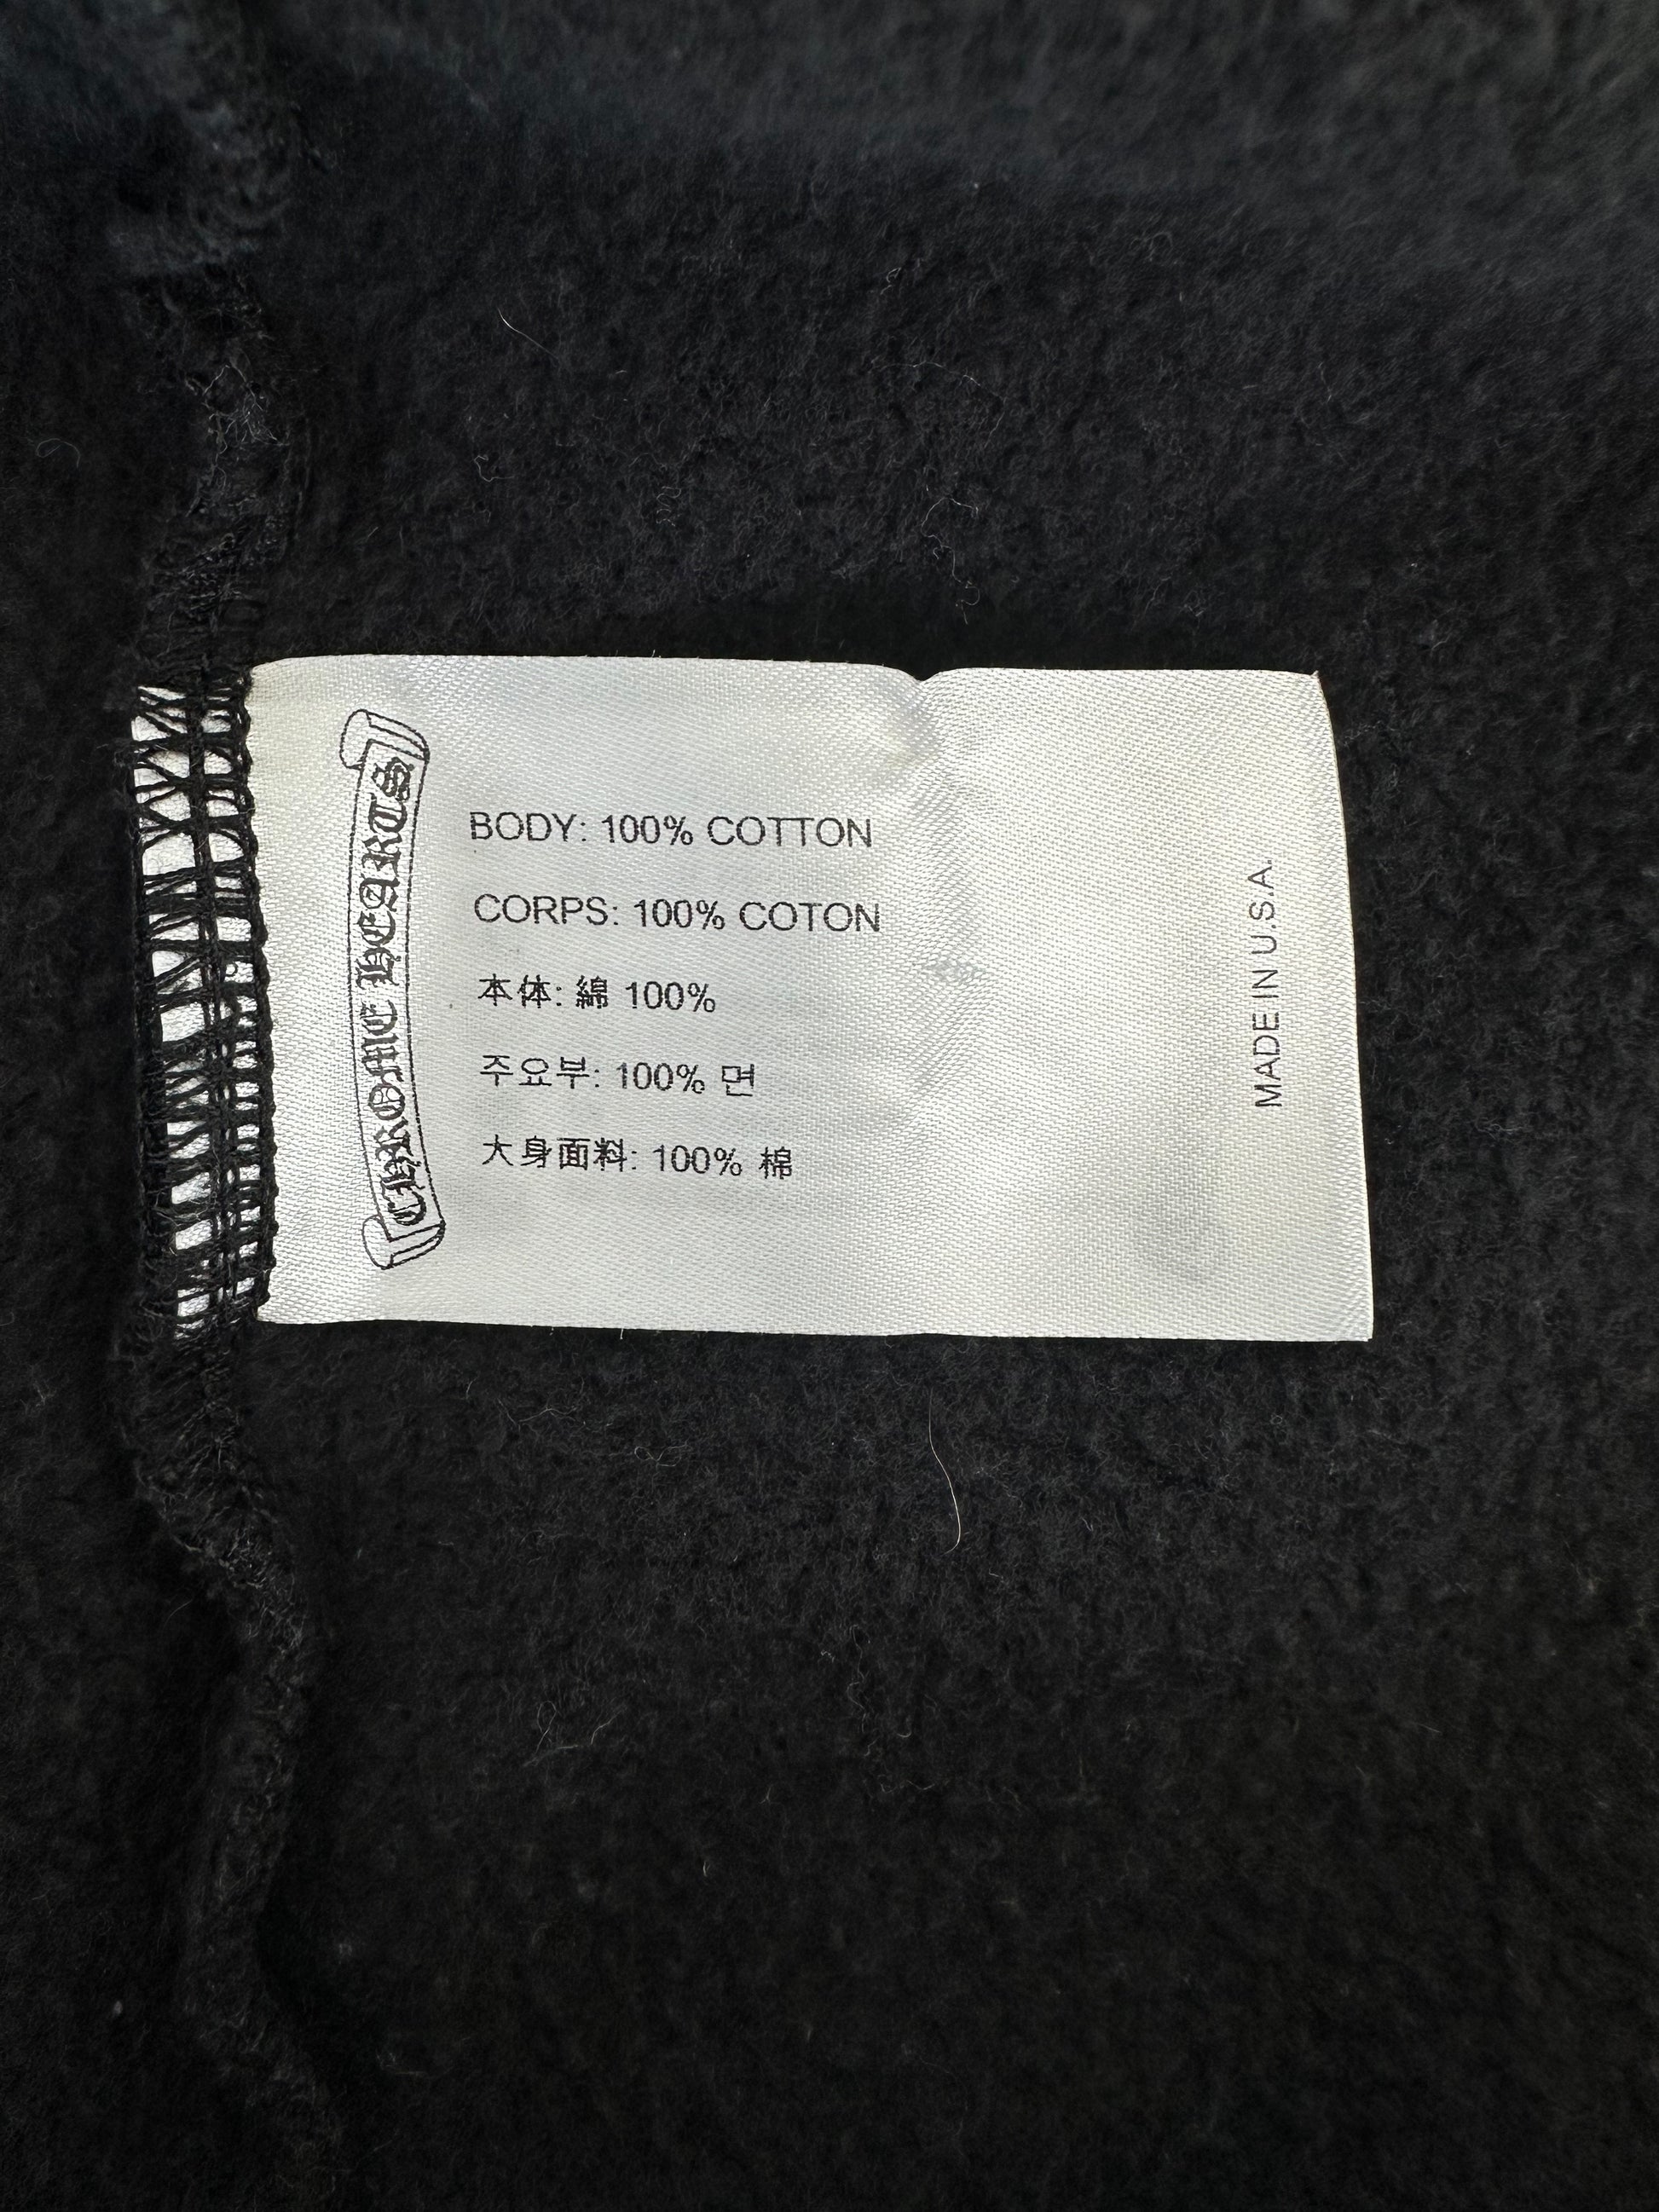 CHROME HEARTS
BODY: 100% COTTON
CORPS: 100% COTON
本体: 綿 100%
주요부: 100% 면
大身面料: 100% 棉
MADE IN U.S.A.